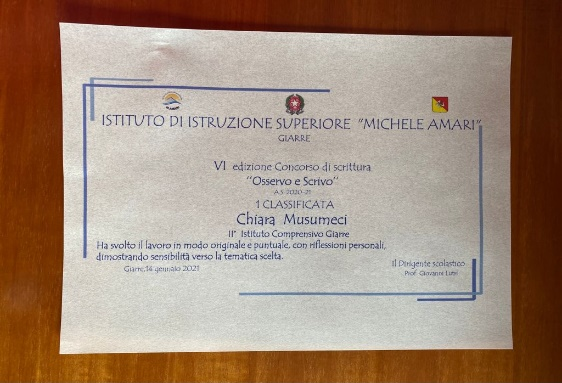 ISTITUTO DI ISTRUZIONE SUPERIORE "MICHELE AMARI"
GIARRE
VI edizione Concorso di scrittura
"Osservo e Scrivo"
A.S. 2020-21
1 CLASSIFICATA
Chiara Musumeci
II° Istituto Comprensivo Giarre
Ha svolto il lavoro in modo originale e puntuale, con riflessioni personali,
dimostrando sensibilità verso la tematica scelta.
Giarre,14 gennaio 2021
Il Dirigente scolastico
Prof. Giovanni Lutri